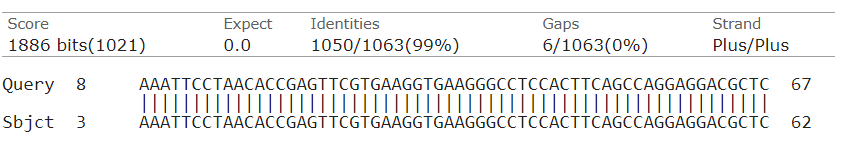 Score Expect Identities Gaps Strand
1886 bits(1021) 0.0 1050/1063(99%) 6/1063(0%) Plus/Plus
Query 8 AAATTCCTAACACCGAGTTCGTGAAGGTGAAGGGCCTCCACTTCAGCCAGGAGGACGCTC 67
||||||||||||||||||||||||||||||||||||||||||||||||||||||||||||
Sbjct 3 AAATTCCTAACACCGAGTTCGTGAAGGTGAAGGGCCTCCACTTCAGCCAGGAGGACGCTC 62